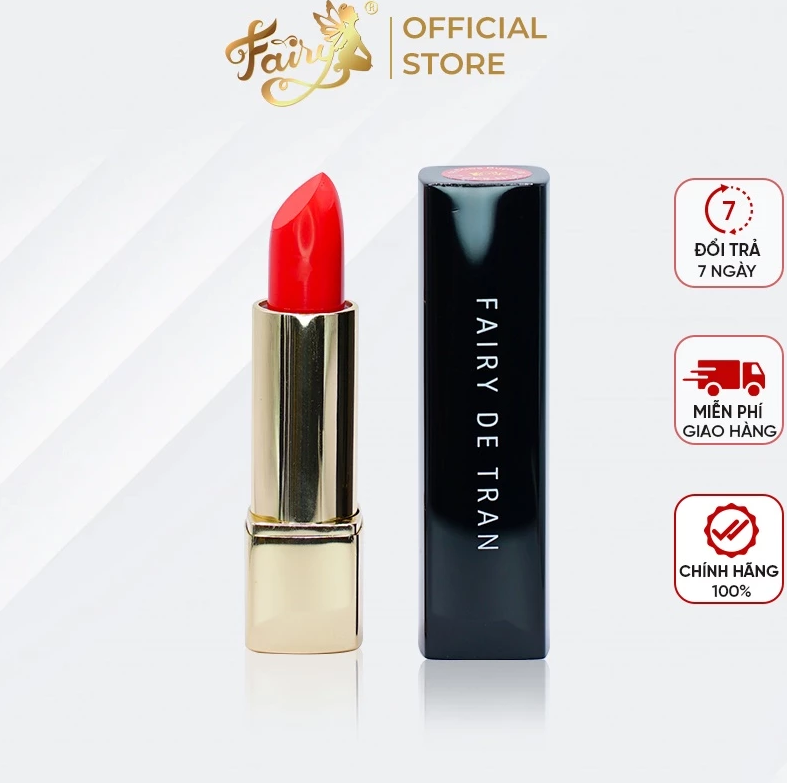 Fairy ®
OFFICIAL
STORE
FAIRY DE TRAN
7
ĐỔI TRẢ
7 NGÀY
MIỄN PHÍ
GIAO HÀNG
CHÍNH HÃNG
100%